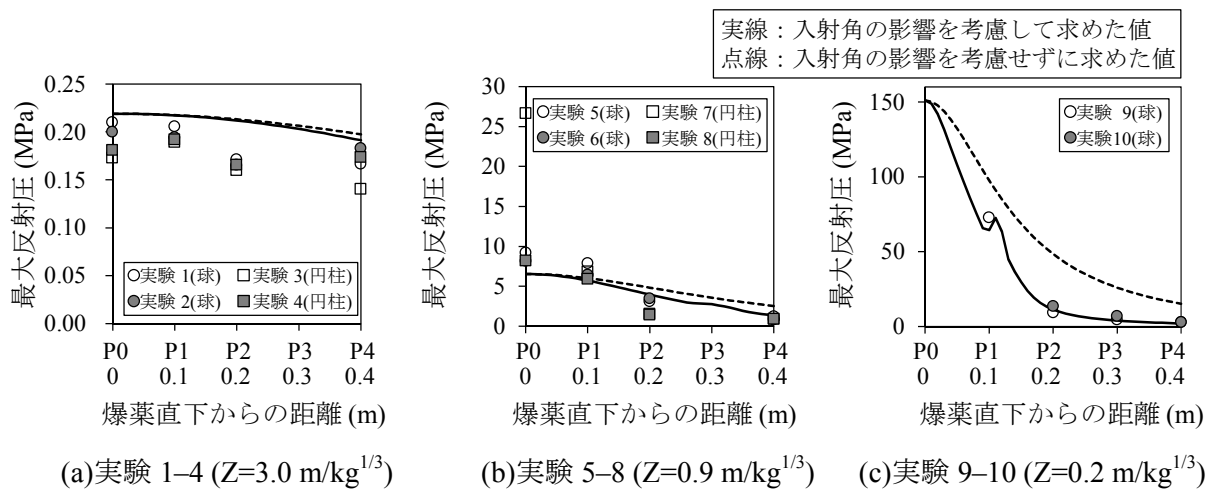 実線：入射角の影響を考慮して求めた値
点線：入射角の影響を考慮せずに求めた値
最大反射圧 (MPa)
0.25
0.20
0.15
0.10
0.05
0.00
実験 1(球) 実験 3(円柱)
実験 2(球) 実験 4(円柱)
P0 P1 P2 P3 P4
0 0.1 0.2 0.3 0.4
爆薬直下からの距離 (m)
(a)実験 1–4 (Z=3.0 m/kg1/3)
最大反射圧 (MPa)
30
25
20
15
10
5
0
実験 5(球) 実験 7(円柱)
実験 6(球) 実験 8(円柱)
P0 P1 P2 P3 P4
0 0.1 0.2 0.3 0.4
爆薬直下からの距離 (m)
(b)実験 5–8 (Z=0.9 m/kg1/3)
最大反射圧 (MPa)
150
100
50
0
実験 9(球)
実験10(球)
P0 P1 P2 P3 P4
0 0.1 0.2 0.3 0.4
爆薬直下からの距離 (m)
(c)実験 9–10 (Z=0.2 m/kg1/3)